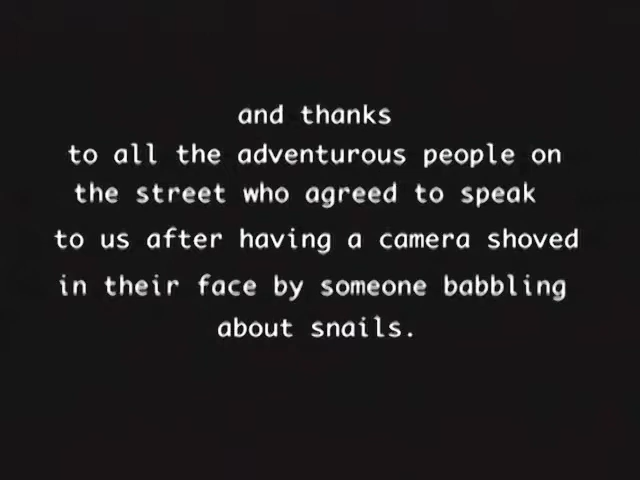 and thanks
to all the adventurous people on
the street who agreed to speak
to us after having a camera shoved
in their face by someone babbling
about snails.